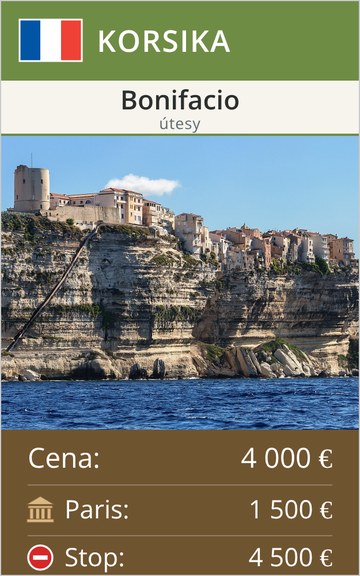 KORSIKA
Bonifacio
útesy
Cena: 4 000 €
Paris: 1 500 €
Stop: 4 500 €